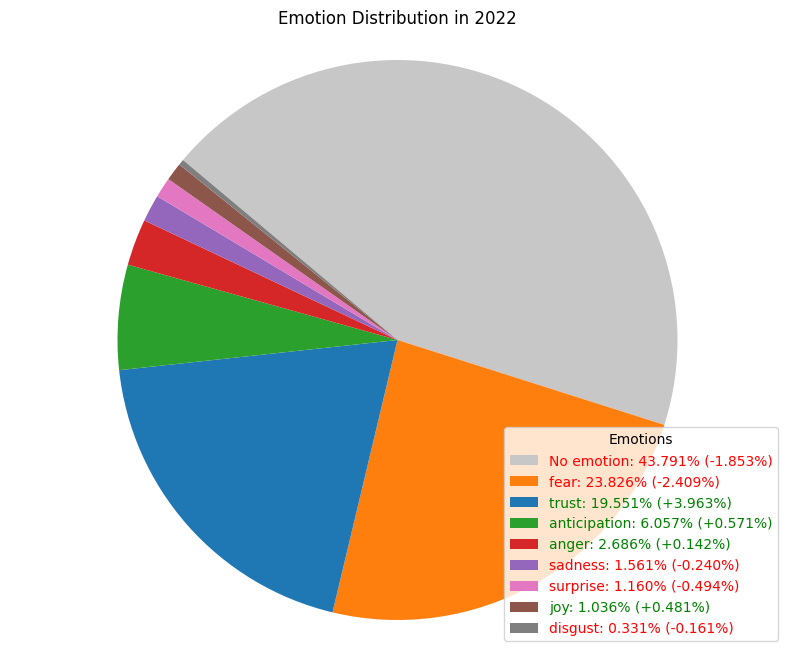 Emotion Distribution in 2022
Emotions
No emotion: 43.791% (-1.853%)
fear: 23.826% (-2.409%)
trust: 19.551% (+3.963%)
anticipation: 6.057% (+0.571%)
anger: 2.686% (+0.142%)
sadness: 1.561% (-0.240%)
surprise: 1.160% (-0.494%)
joy: 1.036% (+0.481%)
disgust: 0.331% (-0.161%)